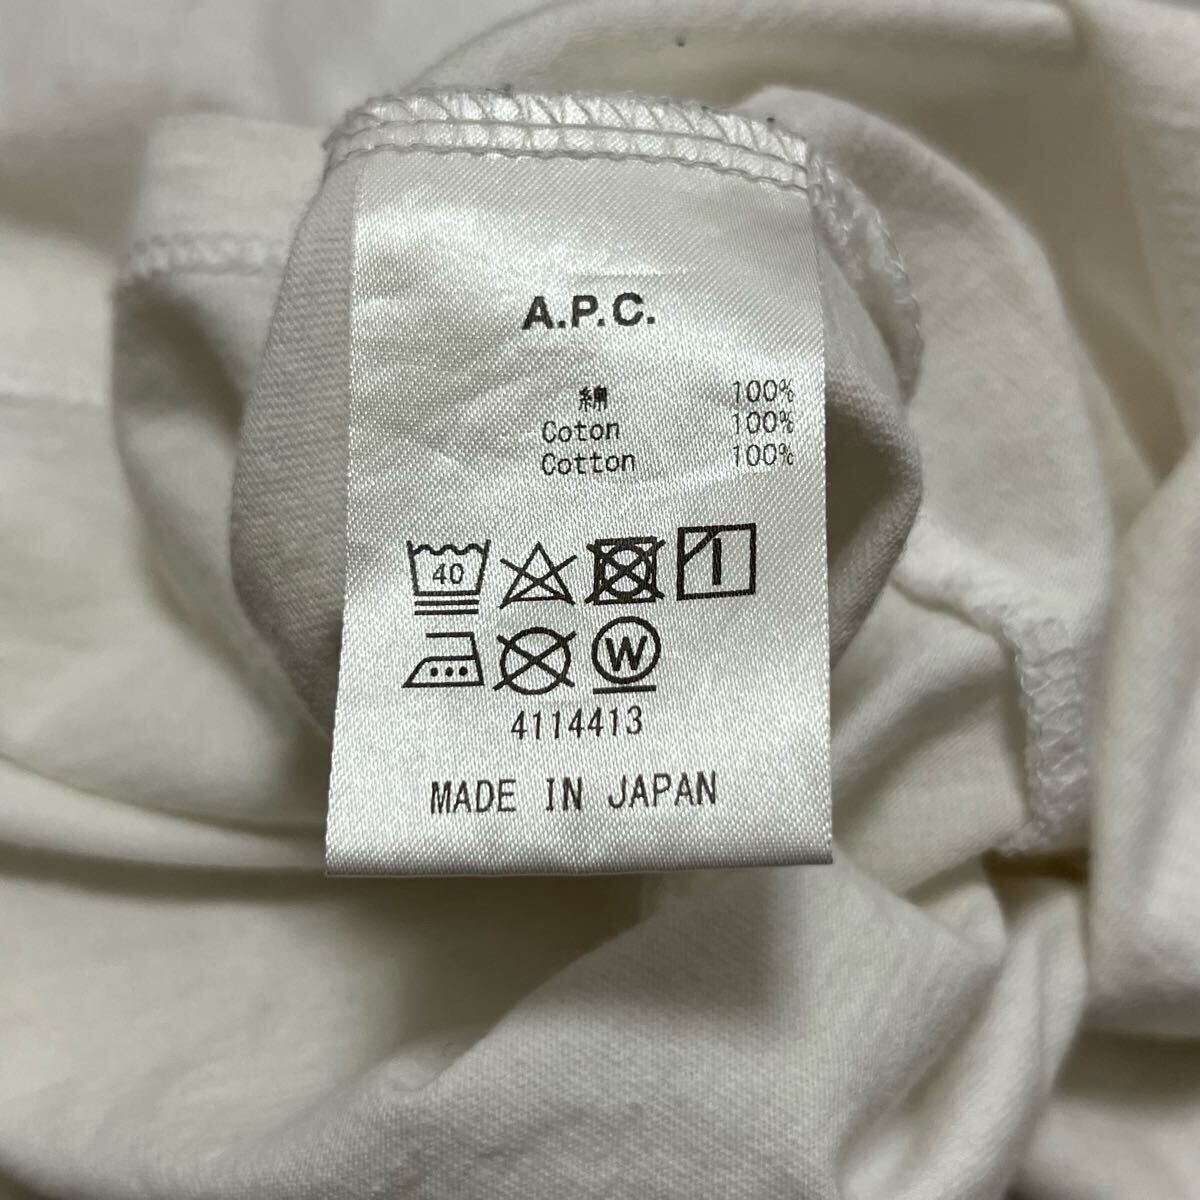 A.P.C.
綿 100%
Coton 100%
Cotton 100%
40
W
4114413
MADE IN JAPAN